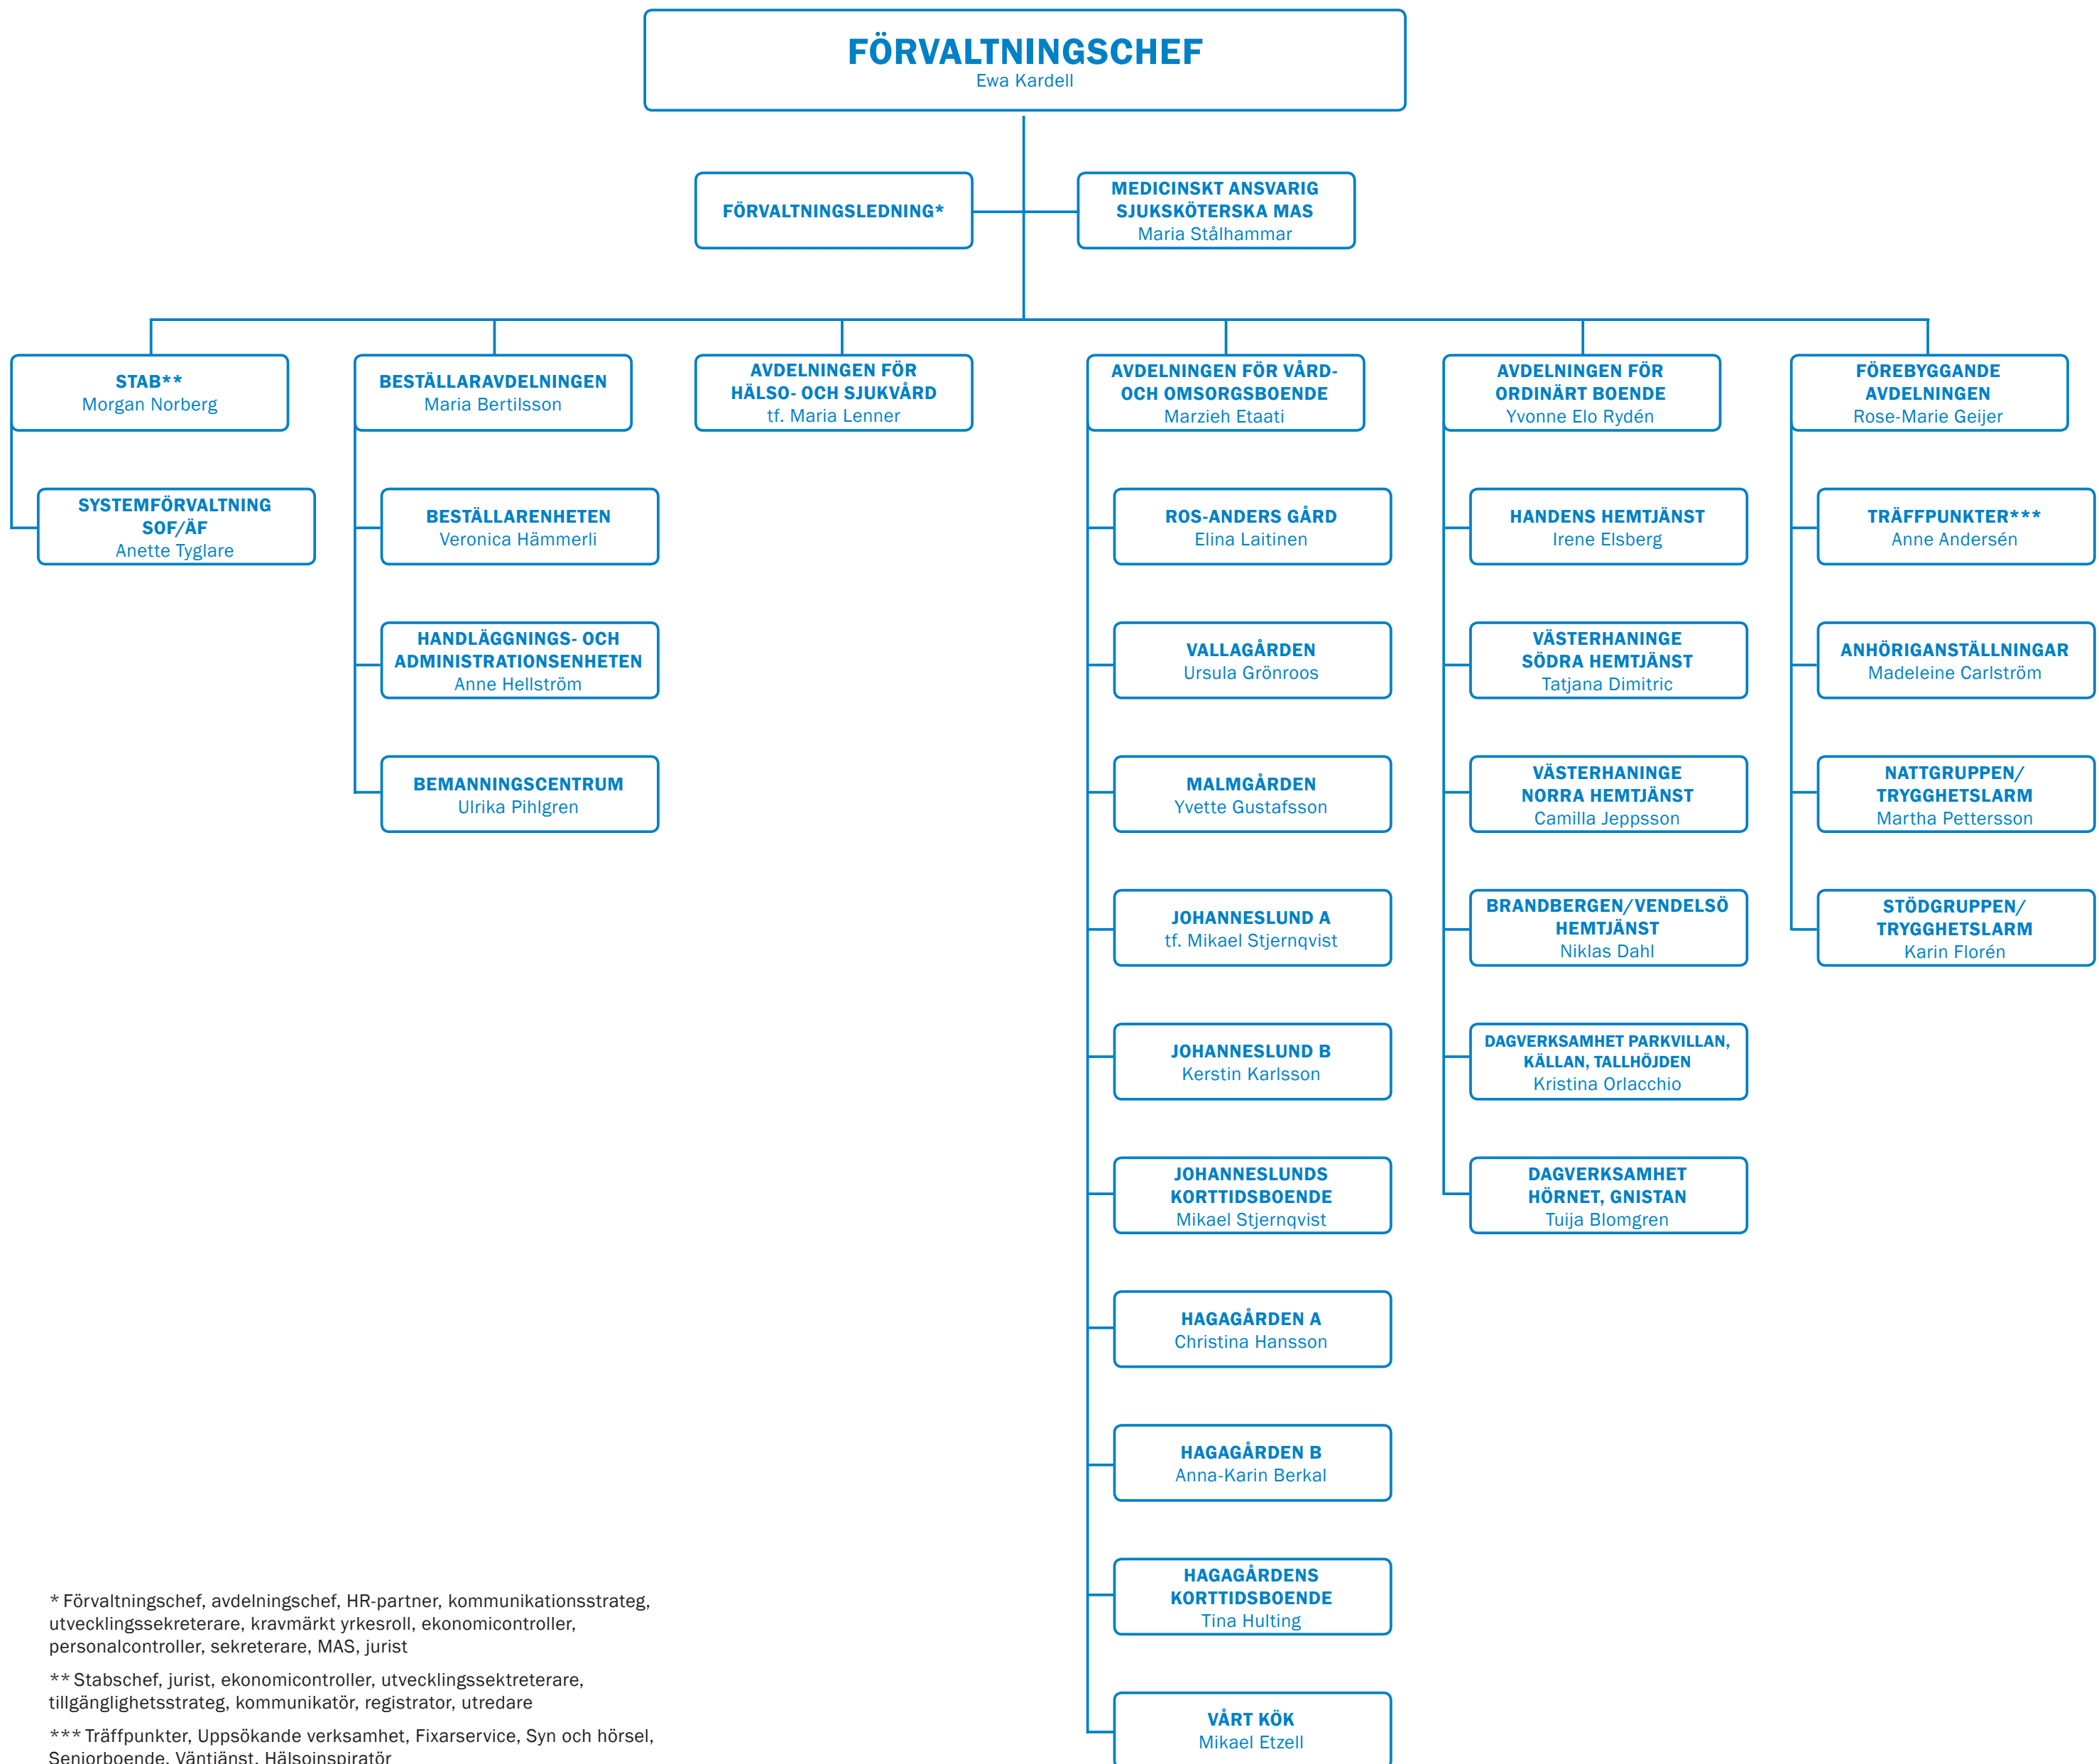 FÖRVALTNINGSCHEF
Ewa Kardell
FÖRVALTNINGSLEDNING*
MEDICINSKT ANSVARIG
SJUKSKÖTERSKA MAS
Maria Stålhammar
STAB**
Morgan Norberg
SYSTEMFÖRVALTNING
SOF/ÄF
Anette Tyglare
BESTÄLLARAVDELNINGEN
Maria Bertilsson
BESTÄLLARENHETEN
Veronica Hämmerli
HANDLÄGGNINGS- OCH
ADMINISTRATIONSENHETEN
Anne Hellström
BEMANNINGSCENTRUM
Ulrika Pihlgren
AVDELNINGEN FÖR
HÄLSO- OCH SJUKVÅRD
tf. Maria Lenner
AVDELNINGEN FÖR VÅRD-
OCH OMSORGSBOENDE
Marzieh Etaati
ROS-ANDERS GÅRD
Elina Laitinen
VALLAGÅRDEN
Ursula Grönroos
MALMGÅRDEN
Yvette Gustafsson
JOHANNESLUND A
tf. Mikael Stjernqvist
JOHANNESLUND B
Kerstin Karlsson
JOHANNESLUNDS
KORTTIDSBOENDE
Mikael Stjernqvist
HAGAGÅRDEN A
Christina Hansson
HAGAGÅRDEN B
Anna-Karin Berkal
HAGAGÅRDENS
KORTTIDSBOENDE
Tina Hulting
VÅRT KÖK
Mikael Etzell
AVDELNINGEN FÖR
ORDINÄRT BOENDE
Yvonne Elo Rydén
HANDENS HEMTJÄNST
Irene Elsberg
VÄSTERHANINGE
SÖDRA HEMTJÄNST
Tatjana Dimitric
VÄSTERHANINGE
NORRA HEMTJÄNST
Camilla Jeppsson
BRANDBERGEN/VENDELSÖ
HEMTJÄNST
Niklas Dahl
DAGVERKSAMHET PARKVILLAN,
KÄLLAN, TALLHÖJDEN
Kristina Orlacchio
DAGVERKSAMHET
HÖRNET, GNISTAN
Tuija Blomgren
FÖREBYGGANDE
AVDELNINGEN
Rose-Marie Geijer
TRÄFFPUNKTER***
Anne Andersén
ANHÖRIGANSTÄLLNINGAR
Madeleine Carlström
NATTGRUPPEN/
TRYGGHETSLARM
Martha Pettersson
STÖDGRUPPEN/
TRYGGHETSLARM
Karin Florén
* Förvaltningschef, avdelningschef, HR-partner, kommunikationsstrateg,
utvecklingssekreterare, kravmärkt yrkesroll, ekonomicontroller,
personalcontroller, sekreterare, MAS, jurist
** Stabschef, jurist, ekonomicontroller, utvecklingssektreterare,
tillgänglighetsstrateg, kommunikatör, registrator, utredare
*** Träffpunkter, Uppsökande verksamhet, Fixarservice, Syn och hörsel,
Seniorboende, Väntjänst, Hälsoinspiratör